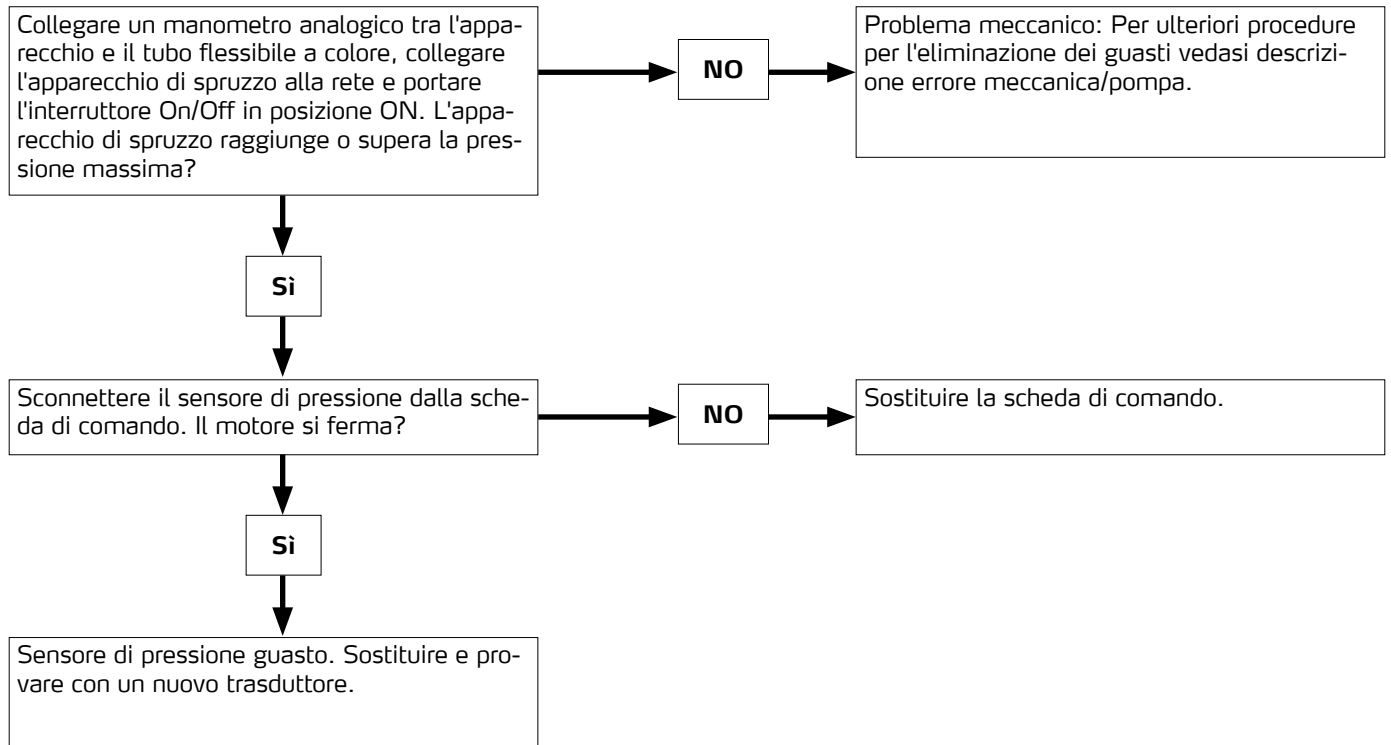 Collegare un manometro analogico tra l'appa-
recchio e il tubo flessibile a colore, collegare
l'apparecchio di spruzzo alla rete e portare
l'interruttore On/Off in posizione ON. L'appa-
recchio di spruzzo raggiunge o supera la pres-
sione massima?
NO
Problema meccanico: Per ulteriori procedure
per l'eliminazione dei guasti vedasi descrizi-
one errore meccanica/pompa.
Sì
Sconnettere il sensore di pressione dalla sche-
da di comando. Il motore si ferma?
NO
Sostituire la scheda di comando.
Sì
Sensore di pressione guasto. Sostituire e pro-
vare con un nuovo trasduttore.